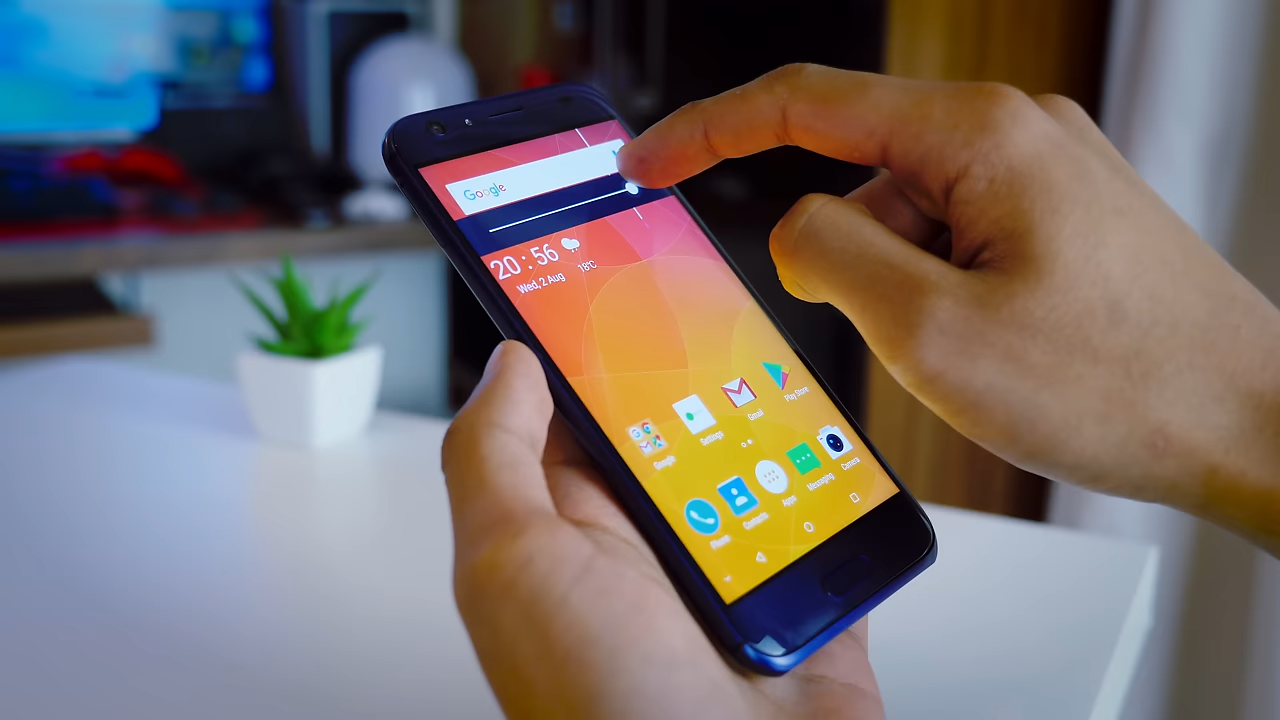 Google
20 : 56
Wed, 2 Aug 18°C
Google
Settings
Gmail
Play Store
Phone
Contacts
Apps
Messaging
Camera